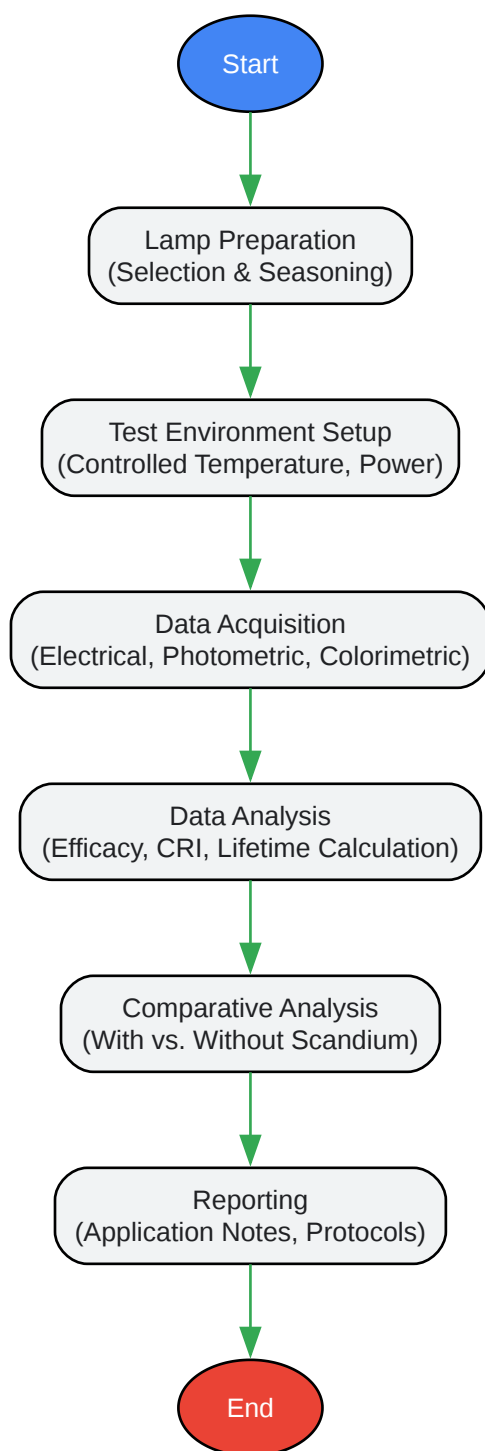 Start
Lamp Preparation
(Selection & Seasoning)
Test Environment Setup
(Controlled Temperature, Power)
Data Acquisition
(Electrical, Photometric, Colorimetric)
Data Analysis
(Efficacy, CRI, Lifetime Calculation)
Comparative Analysis
(With vs. Without Scandium)
Reporting
(Application Notes, Protocols)
End